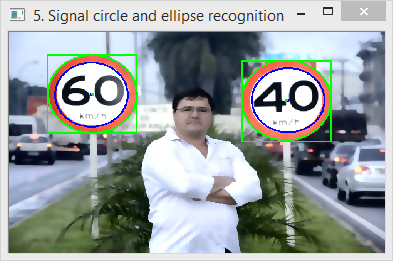 5. Signal circle and ellipse recognition
60
km/h
40
km/h